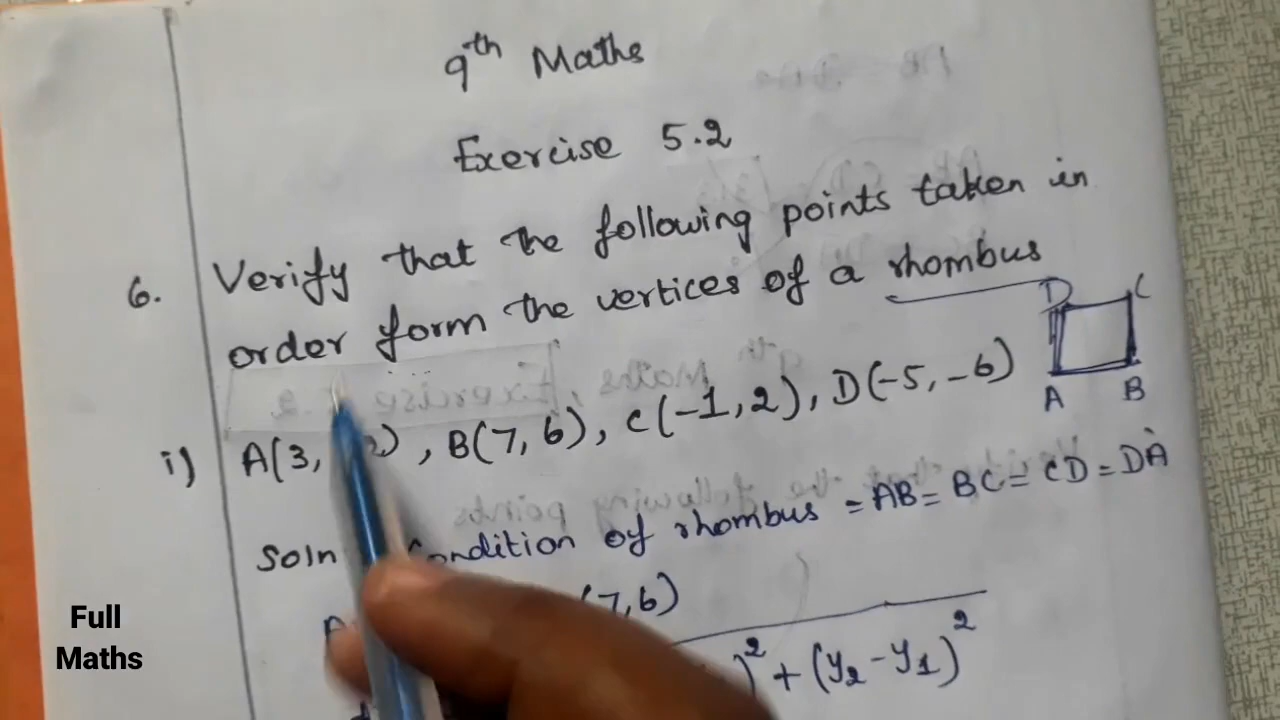 9th Maths
Exercise 5.2
6. Verify that the following points taken in
order form the vertices of a rhombus
D C
A B
i) A(3, ), B(7, 6), C(-1, 2), D(-5, -6)
Soln condition of rhombus = AB = BC = CD = DA
(7,6)
)² + (y₂ - y₁)²
Full
Maths